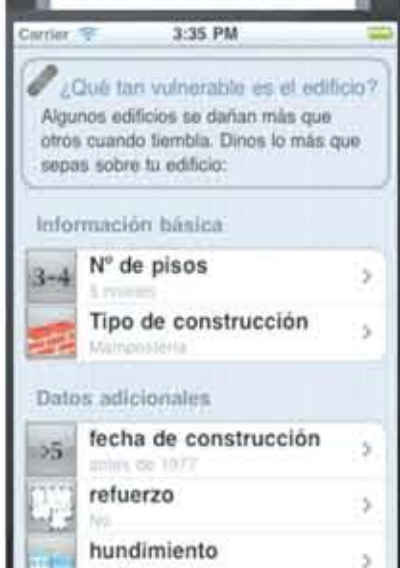 Carrier 3:35 PM
¿Qué tan vulnerable es el edificio?
Algunos edificios se dañan más que
otros cuando tiembla. Dinos lo más que
sepas sobre tu edificio:
Información básica
3-4 Nº de pisos
Tipo de construcción
Mampostería
Datos adicionales
>5 fecha de construcción
antes de 1977
refuerzo
No
hundimiento